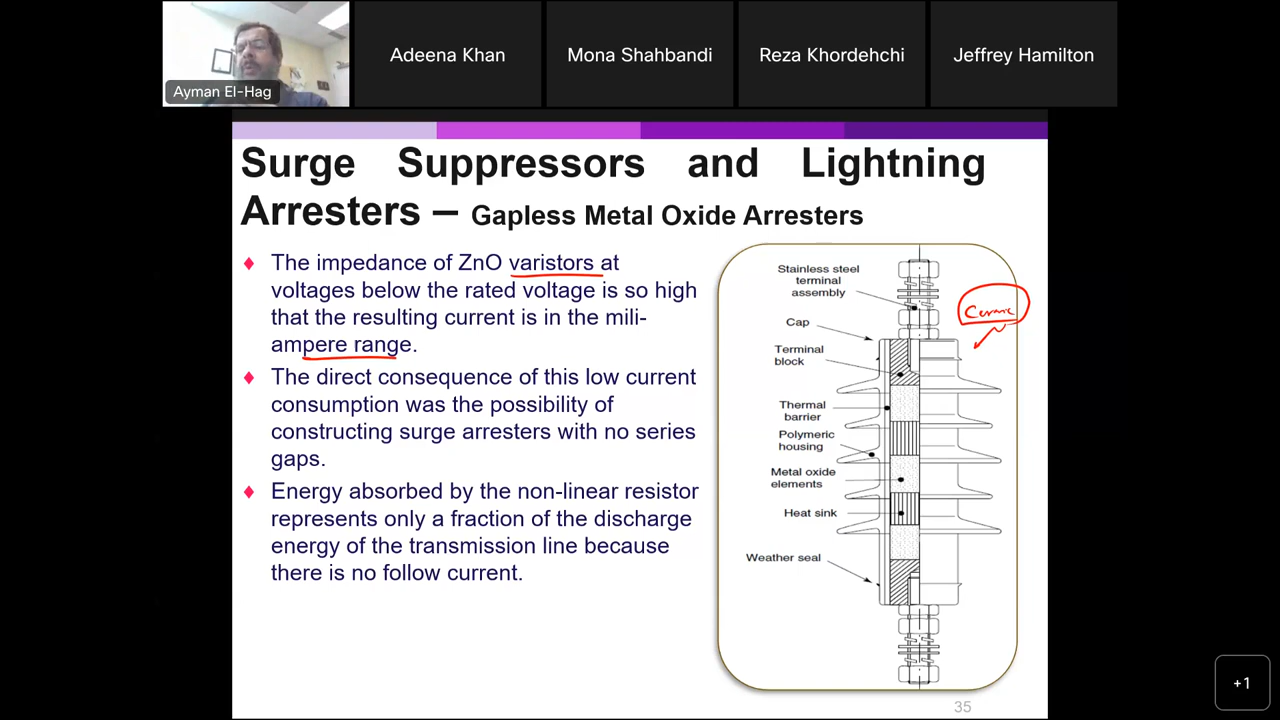 Ayman El-Hag
Adeena Khan
Mona Shahbandi
Reza Khordehchi
Jeffrey Hamilton
Surge Suppressors and Lightning
Arresters – Gapless Metal Oxide Arresters
The impedance of ZnO varistors at
voltages below the rated voltage is so high
that the resulting current is in the mili-
ampere range.
The direct consequence of this low current
consumption was the possibility of
constructing surge arresters with no series
gaps.
Energy absorbed by the non-linear resistor
represents only a fraction of the discharge
energy of the transmission line because
there is no follow current.
Stainless steel
terminal
assembly
Cap
Terminal
block
Thermal
barrier
Polymeric
housing
Metal oxide
elements
Heat sink
Weather seal
35
+1